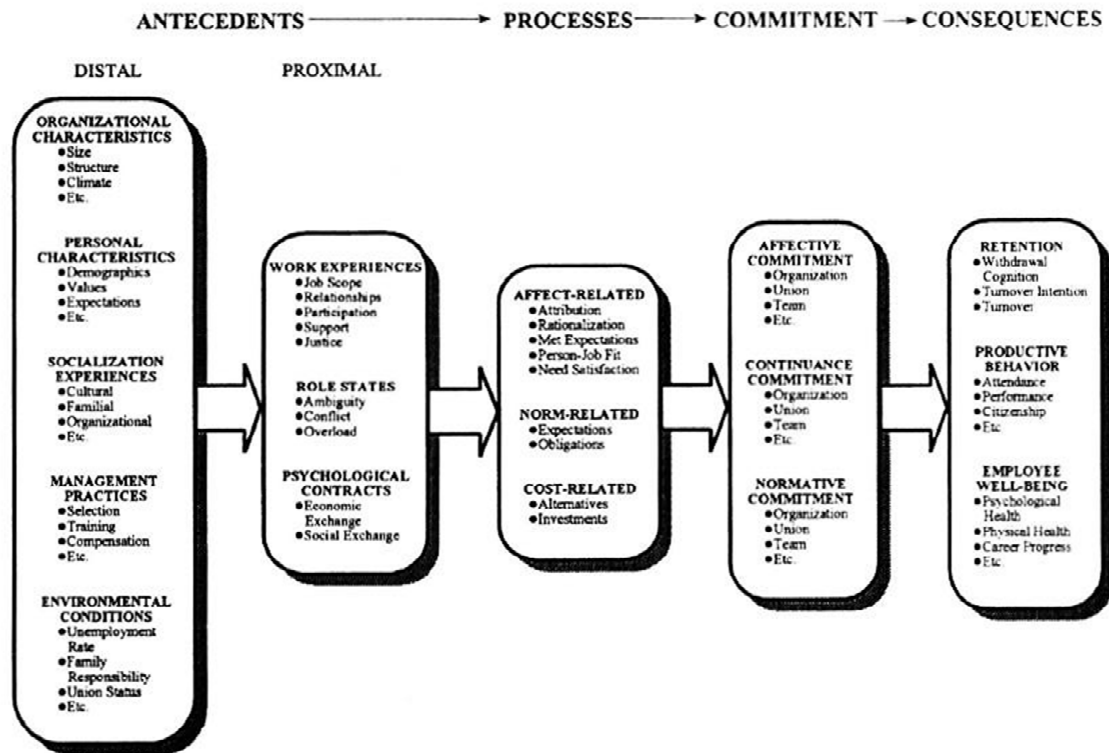 ANTECEDENTS PROCESSES COMMITMENT CONSEQUENCES
DISTAL PROXIMAL
ORGANIZATIONAL
CHARACTERISTICS
●Size
●Structure
●Climate
●Etc.
PERSONAL
CHARACTERISTICS
●Demographics
●Values
●Expectations
●Etc.
SOCIALIZATION
EXPERIENCES
●Cultural
●Familial
●Organizational
●Etc.
MANAGEMENT
PRACTICES
●Selection
●Training
●Compensation
●Etc.
ENVIRONMENTAL
CONDITIONS
●Unemployment
Rate
●Family
Responsibility
●Union Status
●Etc.
WORK EXPERIENCES
●Job Scope
●Relationships
●Participation
●Support
●Justice
ROLE STATES
●Ambiguity
●Conflict
●Overload
PSYCHOLOGICAL
CONTRACTS
●Economic
Exchange
●Social Exchange
AFFECT-RELATED
●Attribution
●Rationalization
●Met Expectations
●Person-Job Fit
●Need Satisfaction
NORM-RELATED
●Expectations
●Obligations
COST-RELATED
●Alternatives
●Investments
AFFECTIVE
COMMITMENT
●Organization
●Union
●Team
●Etc.
CONTINUANCE
COMMITMENT
●Organization
●Union
●Team
●Etc.
NORMATIVE
COMMITMENT
●Organization
●Union
●Team
●Etc.
RETENTION
●Withdrawal
Cognition
●Turnover Intention
●Turnover
PRODUCTIVE
BEHAVIOR
●Attendance
●Performance
●Citizenship
●Etc
EMPLOYEE
WELL-BEING
●Psychological
Health
●Physical Health
●Career Progress
●Etc.